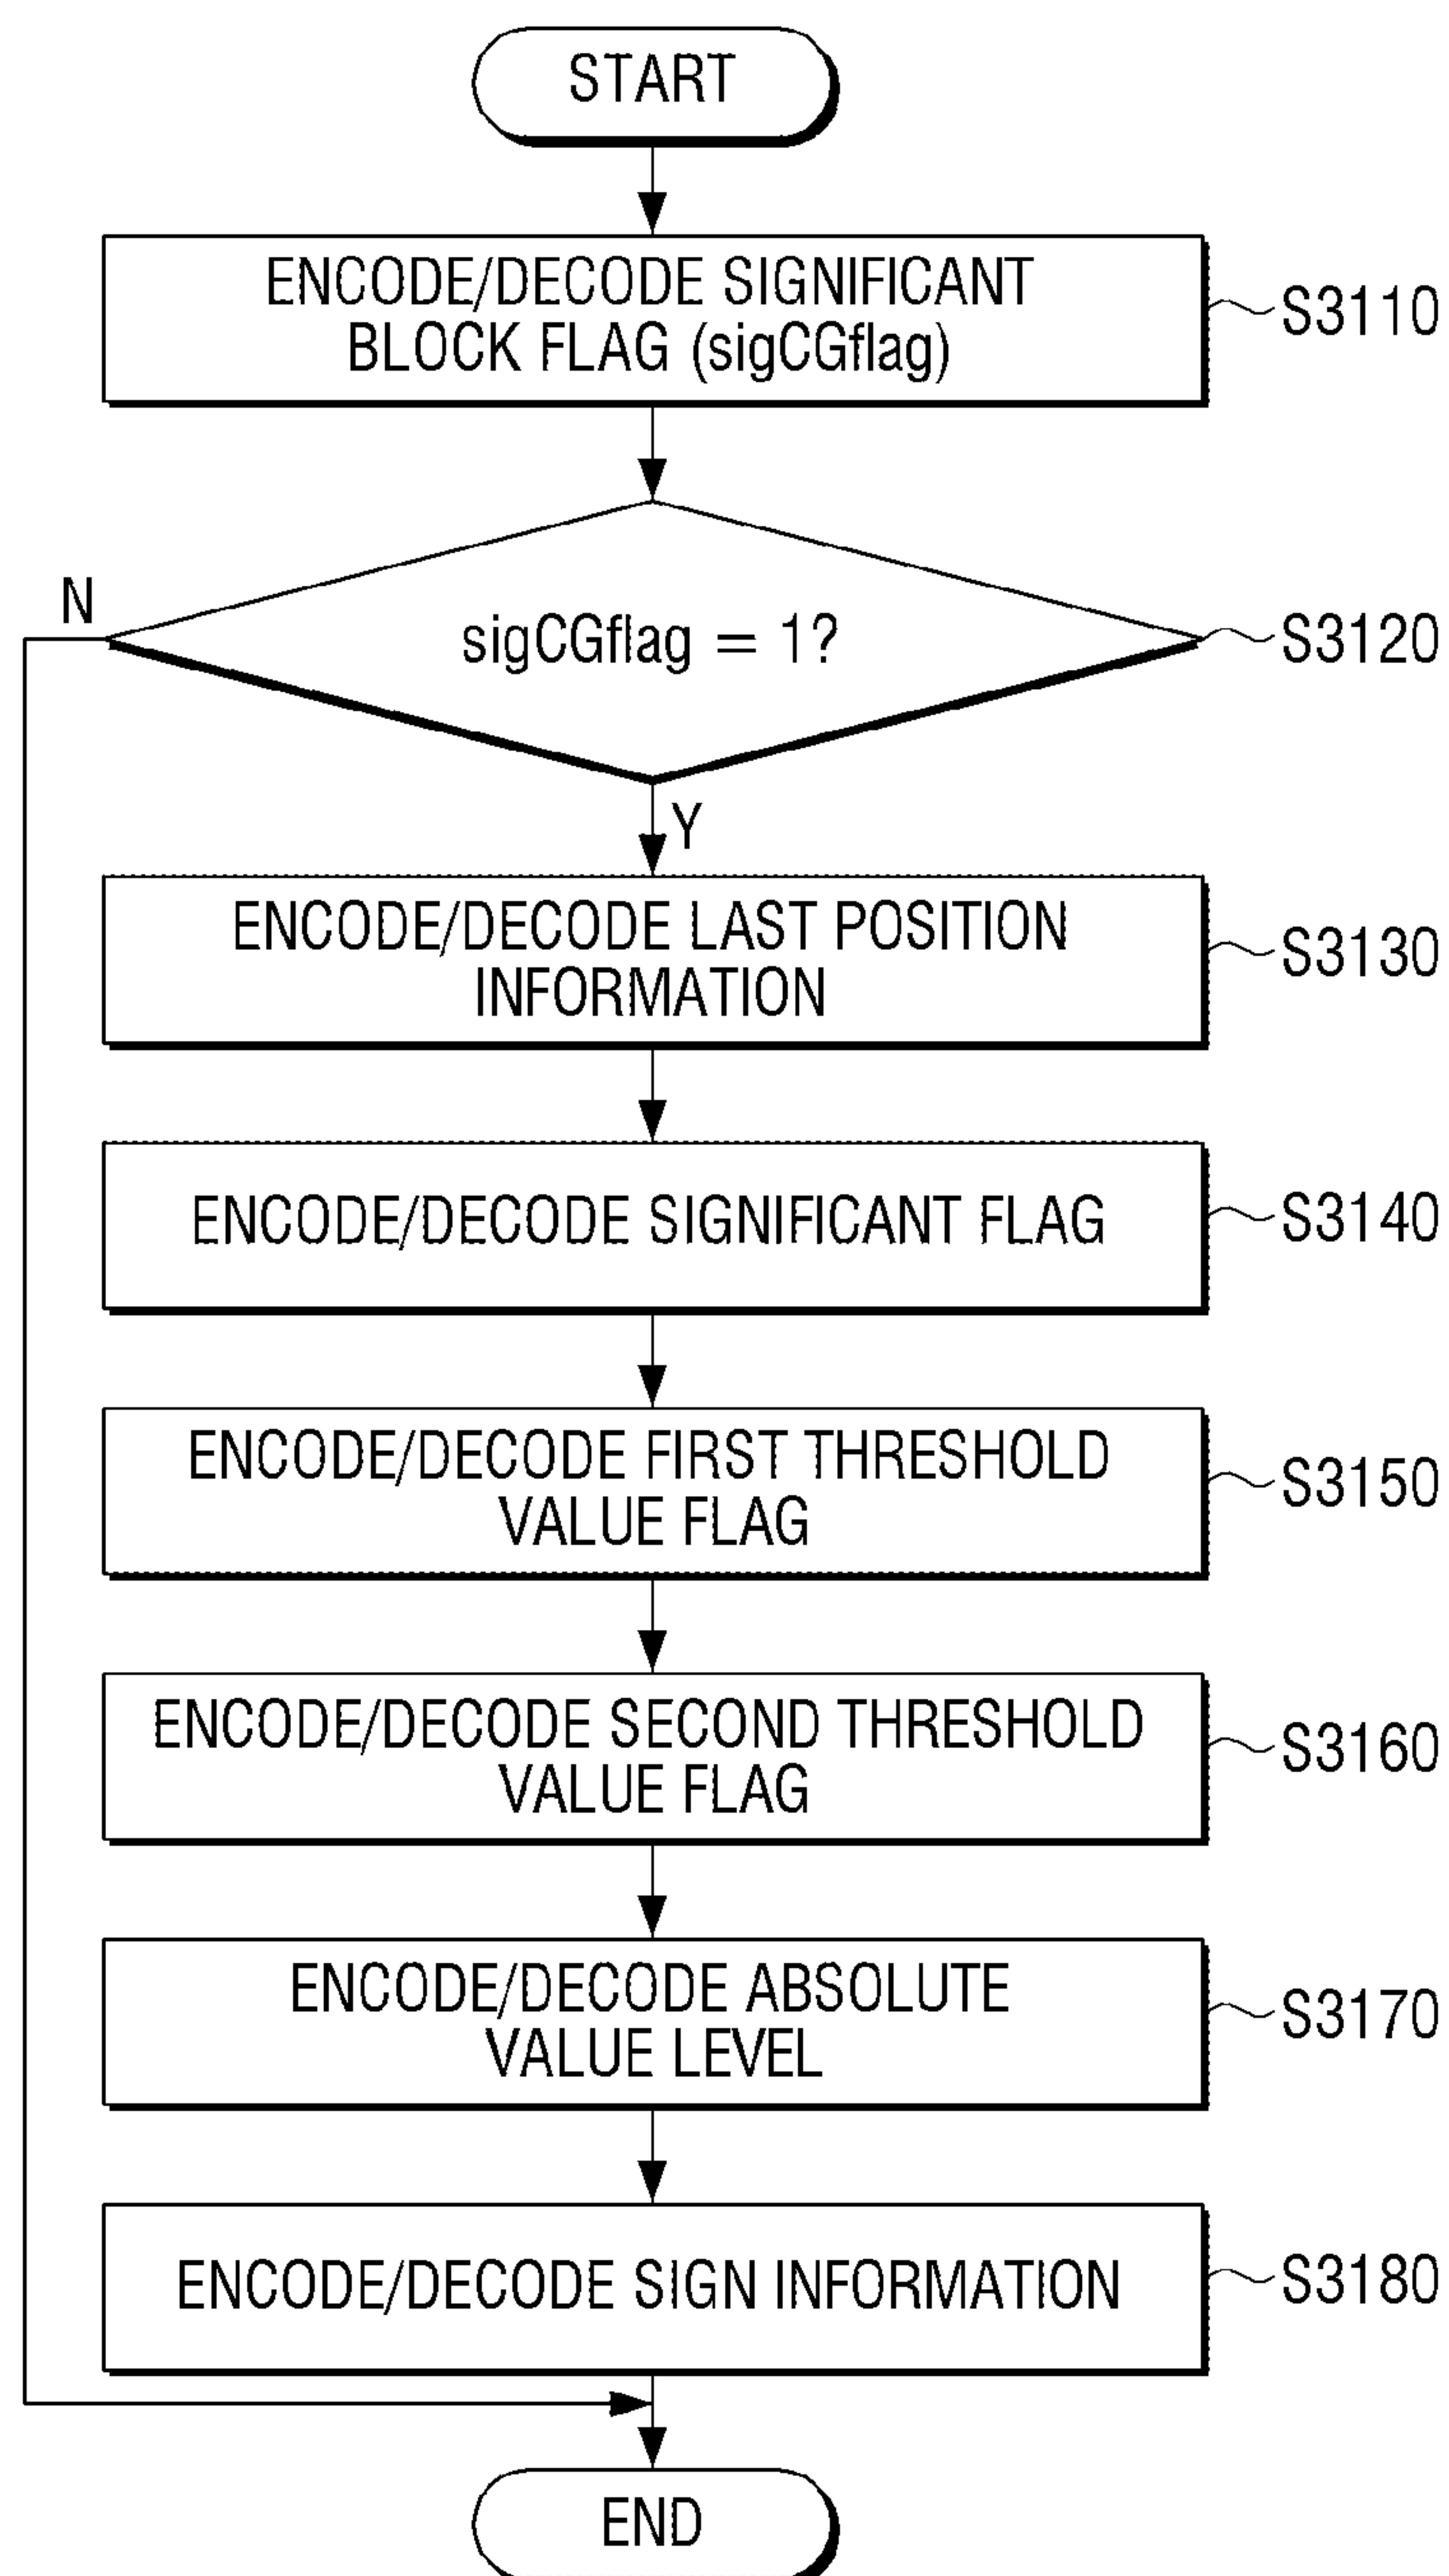 START
ENCODE/DECODE SIGNIFICANT
BLOCK FLAG (sigCGflag)
S3110
N
sigCGflag = 1?
S3120
Y
ENCODE/DECODE LAST POSITION
INFORMATION
S3130
ENCODE/DECODE SIGNIFICANT FLAG
S3140
ENCODE/DECODE FIRST THRESHOLD
VALUE FLAG
S3150
ENCODE/DECODE SECOND THRESHOLD
VALUE FLAG
S3160
ENCODE/DECODE ABSOLUTE
VALUE LEVEL
S3170
ENCODE/DECODE SIGN INFORMATION
S3180
END